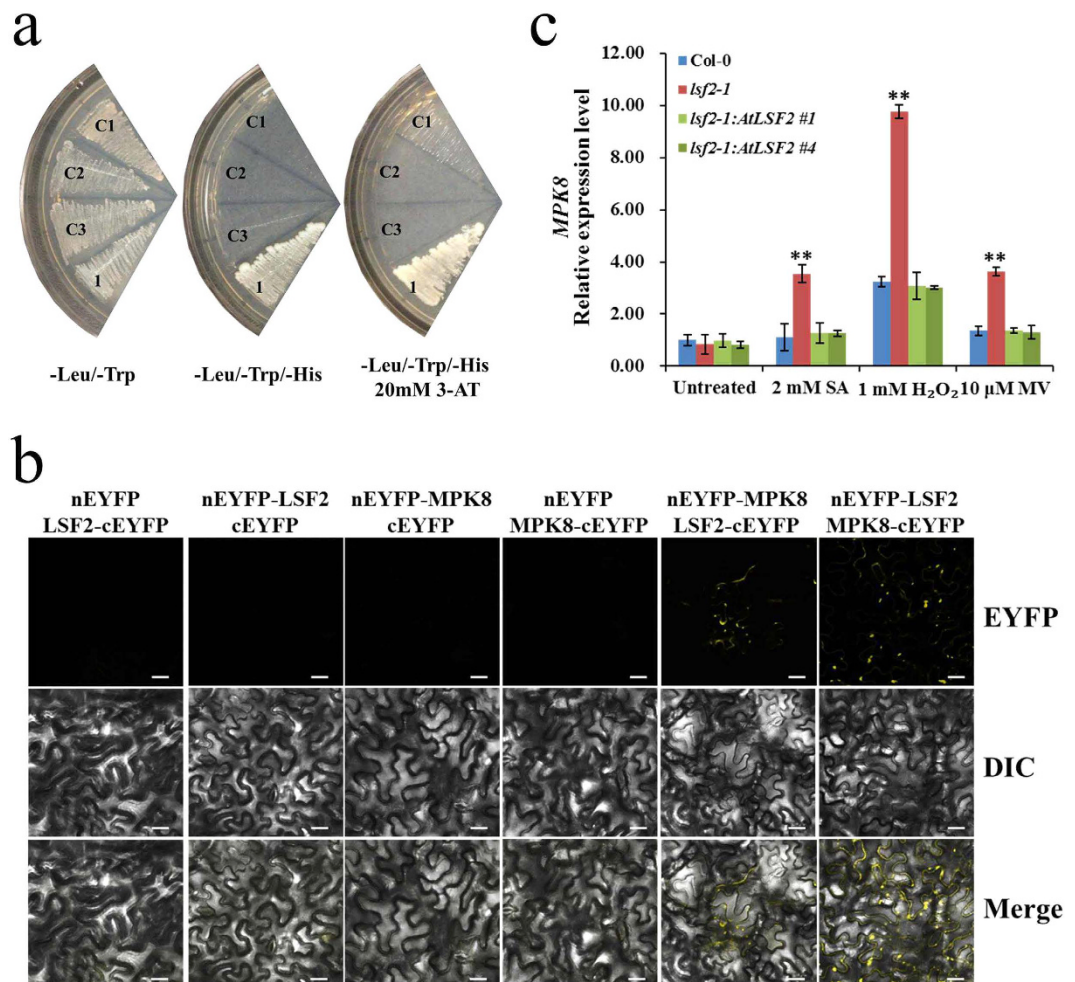 a
C1
C2
C3
1
-Leu/-Trp
C1
C2
C3
1
-Leu/-Trp/-His
C1
C2
C3
1
-Leu/-Trp/-His
20mM 3-AT
c
MPK8
Relative expression level
12.00
10.00
8.00
6.00
4.00
2.00
0.00
Col-0
lsf2-1
lsf2-1:AtLSF2 #1
lsf2-1:AtLSF2 #4
**
**
**
Untreated
2 mM SA
1 mM H₂O₂
10 µM MV
b
nEYFP
LSF2-cEYFP
nEYFP-LSF2
cEYFP
nEYFP-MPK8
cEYFP
nEYFP
MPK8-cEYFP
nEYFP-MPK8
LSF2-cEYFP
nEYFP-LSF2
MPK8-cEYFP
EYFP
DIC
Merge